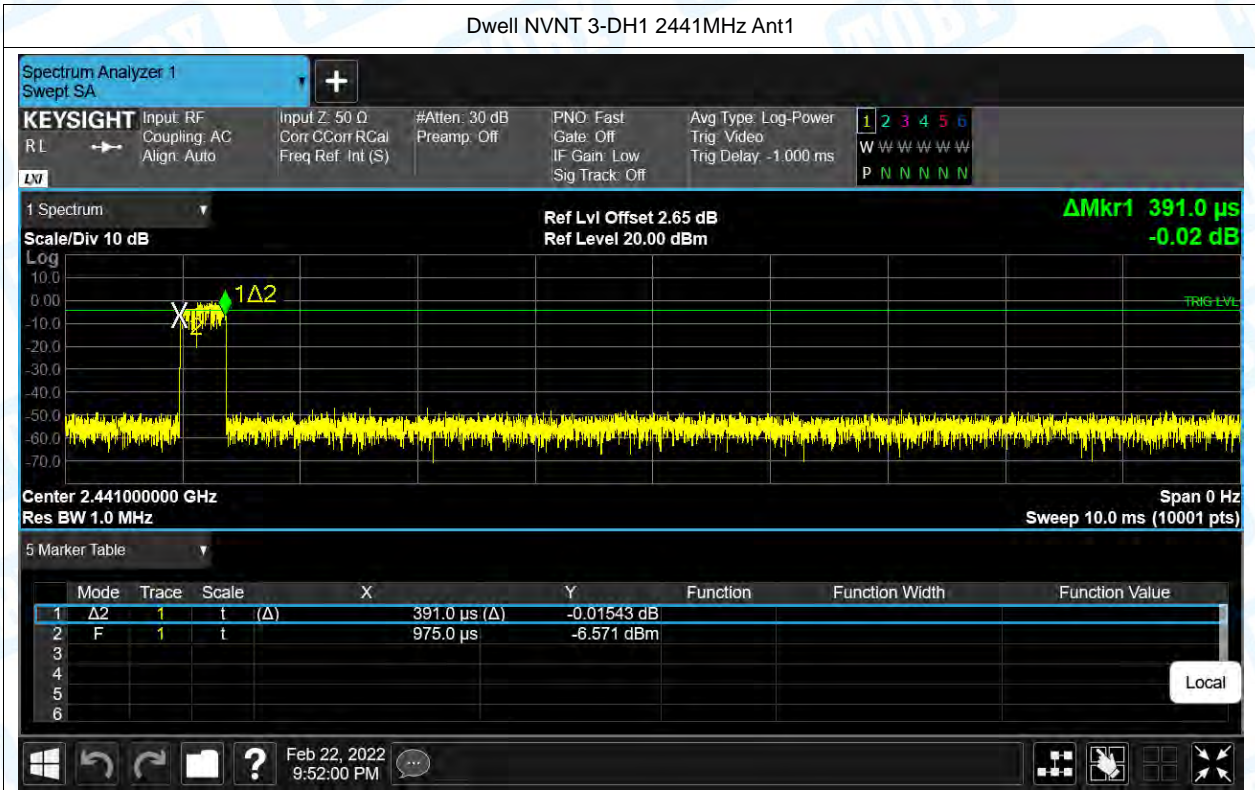 Dwell NVNT 3-DH1 2441MHz Ant1
Spectrum Analyzer 1
Swept SA
+
KEYSIGHT Input: RF Input Z: 50 Ω #Atten: 30 dB PNO: Fast Avg Type: Log-Power 1 2 3 4 5 6
RL Coupling: AC Corr CCorr RCal Preamp: Off Gate: Off Trig: Video W W W W W W
Align: Auto Freq Ref: Int (S) IF Gain: Low Trig Delay: -1.000 ms
LXI Sig Track: Off P N N N N N
1 Spectrum Ref Lvl Offset 2.65 dB ΔMkr1 391.0 µs
Scale/Div 10 dB Ref Level 20.00 dBm -0.02 dB
Log
10.0
1Δ2
0.00 TRIG LVL
-10.0 X 2
-20.0
-30.0
-40.0
-50.0
-60.0
-70.0
Center 2.441000000 GHz Span 0 Hz
Res BW 1.0 MHz Sweep 10.0 ms (10001 pts)
5 Marker Table
Mode Trace Scale X Y Function Function Width Function Value
1 Δ2 1 t (Δ) 391.0 µs (Δ) -0.01543 dB
2 F 1 t 975.0 µs -6.571 dBm
3
4
5
6
Local
? Feb 22, 2022
9:52:00 PM